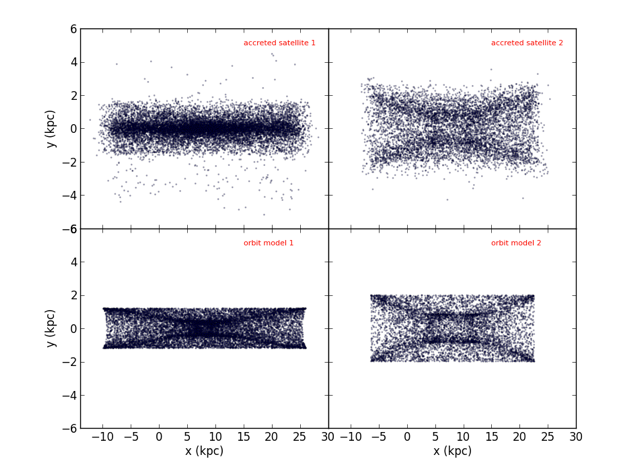 6
4
2
0
−2
−4
−6
y (kpc)
accreted satellite 1
accreted satellite 2
6
4
2
0
−2
−4
−6
y (kpc)
orbit model 1
orbit model 2
−10 −5 0 5 10 15 20 25 30
−10 −5 0 5 10 15 20 25 30
x (kpc)
x (kpc)